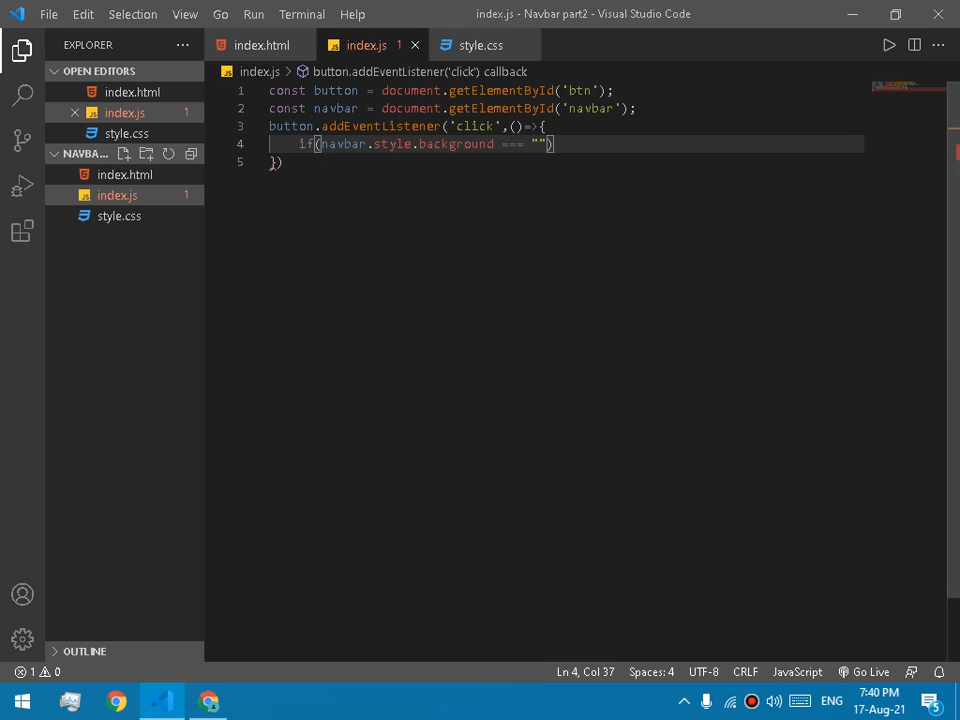 File Edit Selection View Go Run Terminal Help index.js - Navbar part2 - Visual Studio Code
EXPLORER
OPEN EDITORS
index.html
index.js 1
style.css
NAVBA...
index.html
index.js 1
style.css
OUTLINE
index.html index.js 1 style.css
index.js > button.addEventListener('click') callback
1 const button = document.getElementById('btn');
2 const navbar = document.getElementById('navbar');
3 button.addEventListener('click',()=>{
4 if(navbar.style.background === "")
5 })
1 0 Ln 4, Col 37 Spaces: 4 UTF-8 CRLF JavaScript Go Live
ENG 7:40 PM
17-Aug-21
5